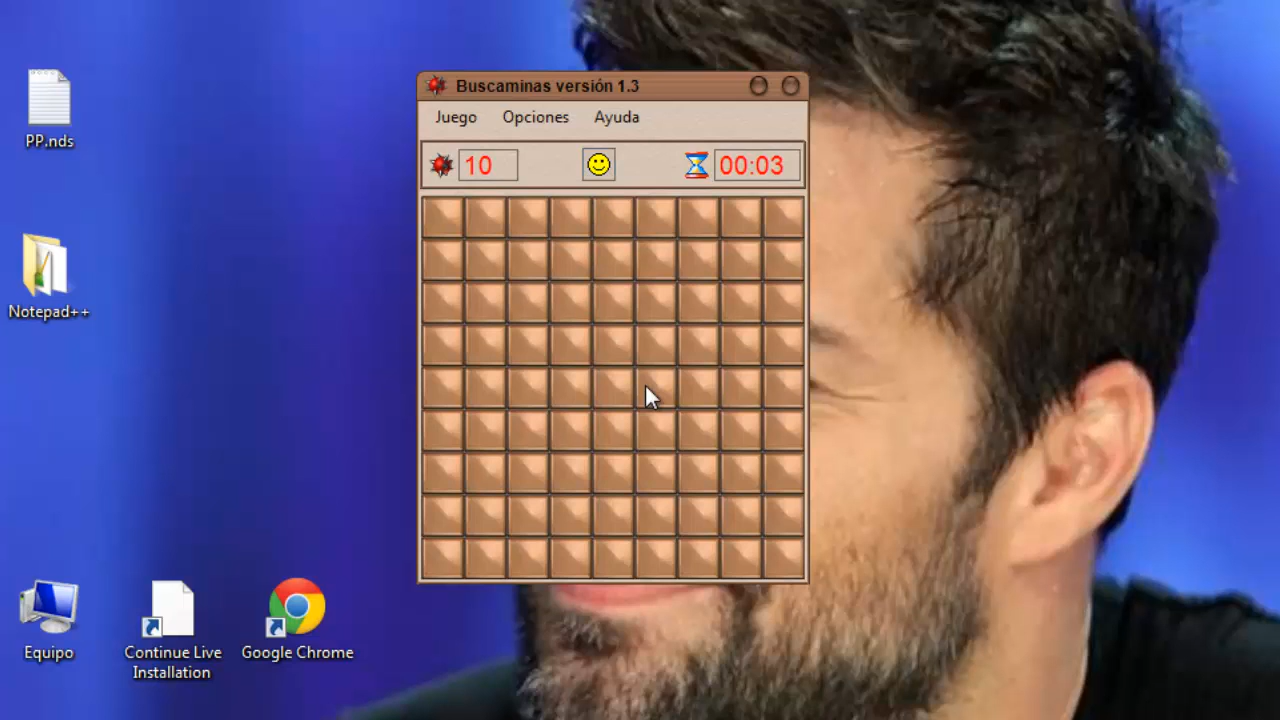 PP.nds
Notepad++
Equipo
Continue Live
Installation
Google Chrome
Buscaminas versión 1.3
Juego Opciones Ayuda
10 00:03